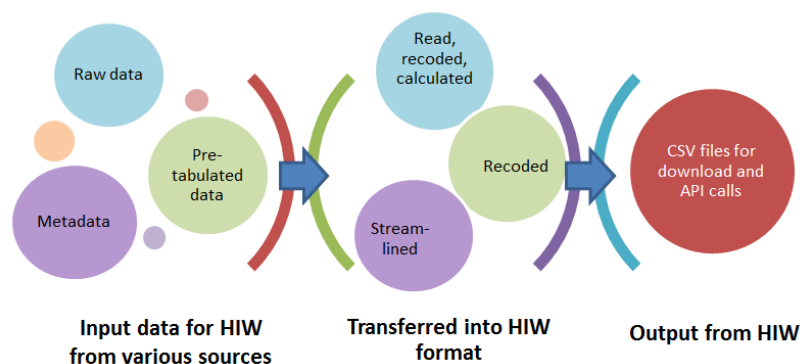 Raw data
Pre-
tabulated
data
Metadata
Read,
recoded,
calculated
Recoded
Stream-
lined
CSV files for
download and
API calls
Input data for HIW
from various sources
Transferred into HIW
format
Output from HIW